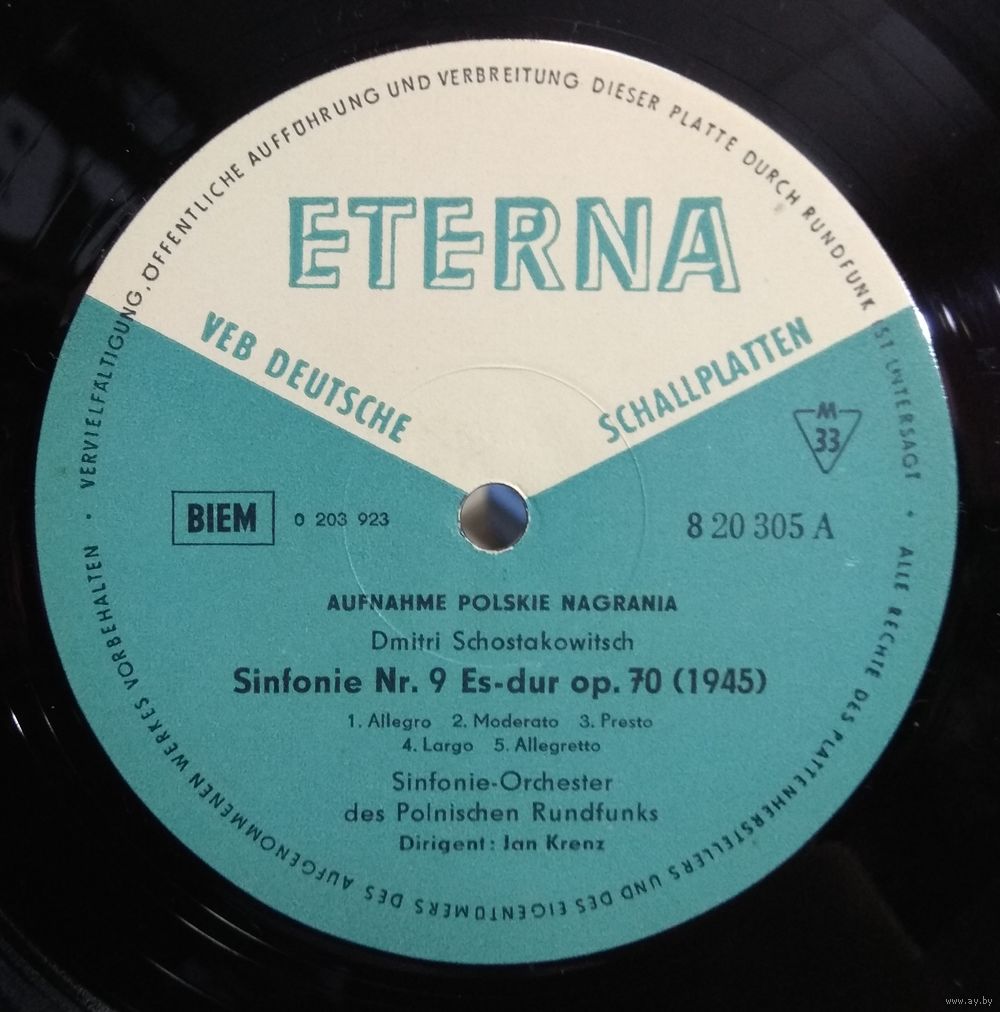 VERVIELFÄLTIGUNG, ÖFFENTLICHE AUFFÜHRUNG UND VERBREITUNG DIESER PLATTE DURCH RUNDFUNK IST UNTERSAGT •
ETERNA
VEB DEUTSCHE SCHALLPLATTEN
M
33
BIEM
0 203 923
8 20 305 A
AUFNAHME POLSKIE NAGRANIA
Dmitri Schostakowitsch
Sinfonie Nr. 9 Es-dur op. 70 (1945)
1. Allegro 2. Moderato 3. Presto
4. Largo 5. Allegretto
Sinfonie-Orchester
des Polnischen Rundfunks
Dirigent: Jan Krenz
ALLE RECHTE DES PLATTENHERSTELLERS UND DES EIGENTÜMERS DES AUFGENOMMENEN WERKES VORBEHALTEN •
www.ay.by